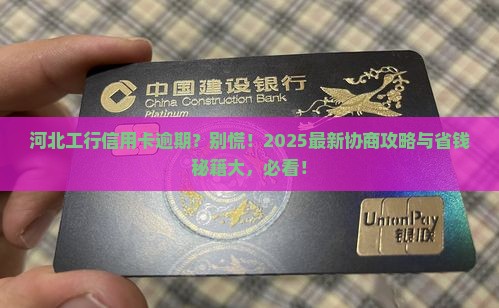 中国建设银行
China Construction Bank
Platinum
河北工行信用卡逾期？别慌！2025最新协商攻略与省钱
秘籍大，必看！
UnionPay
银联